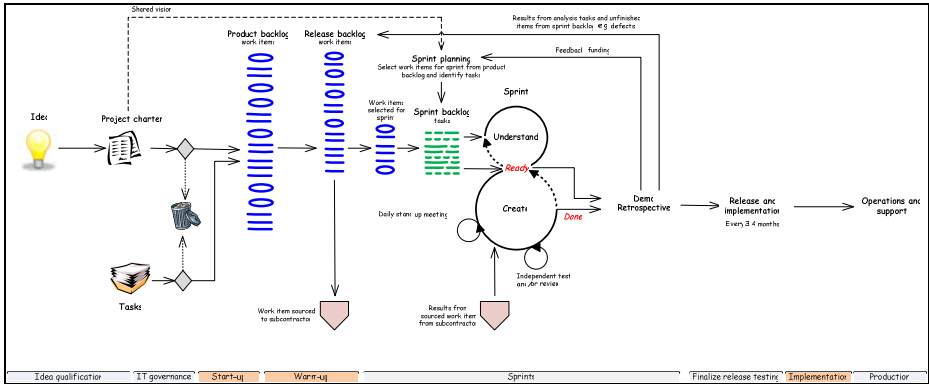 Shared vision
Results from analysis tasks and unfinished
items from sprint backlog e.g. defects
Product backlog
work items
Release backlog
work items
Feedback funding
Sprint planning
Select work items for sprint from product
backlog and identify tasks
Sprint
Work items
selected for
sprint
Sprint backlog
tasks
Idea
Project charter
Understand
Ready
Create
Done
Daily stand up meeting
Demo
Retrospective
Release and
implementation
Every 3 4 months
Operations and
support
Independent test
and/or review
Tasks
Work item sourced
to subcontractor
Results from
sourced work item
from subcontractor
Idea qualification
IT governance
Start-up
Warm-up
Sprints
Finalize release testing
Implementation
Production